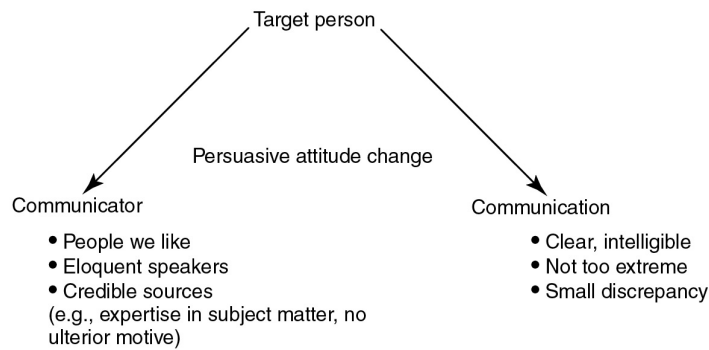 Target person
Persuasive attitude change
Communicator
• People we like
• Eloquent speakers
• Credible sources
(e.g., expertise in subject matter, no
ulterior motive)
Communication
• Clear, intelligible
• Not too extreme
• Small discrepancy